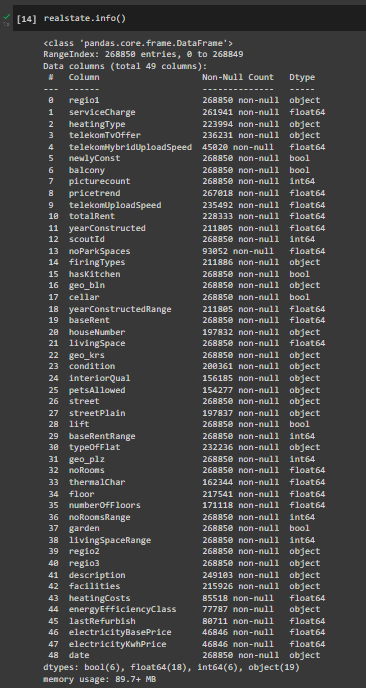 [14] realstate.info()
<class 'pandas.core.frame.DataFrame'>
RangeIndex: 268850 entries, 0 to 268849
Data columns (total 49 columns):
 #   Column                    Non-Null Count   Dtype
---  ------                    --------------   -----
 0   regio1                    268850 non-null  object
 1   serviceCharge             261941 non-null  float64
 2   heatingType               223994 non-null  object
 3   telekomTvOffer            236231 non-null  object
 4   telekomHybridUploadSpeed  45020 non-null   float64
 5   newlyConst                268850 non-null  bool
 6   balcony                   268850 non-null  bool
 7   picturecount              268850 non-null  int64
 8   pricetrend                267018 non-null  float64
 9   telekomUploadSpeed        235492 non-null  float64
 10  totalRent                 228333 non-null  float64
 11  yearConstructed           211805 non-null  float64
 12  scoutId                   268850 non-null  int64
 13  noParkSpaces              93052 non-null   float64
 14  firingTypes               211886 non-null  object
 15  hasKitchen                268850 non-null  bool
 16  geo_bln                   268850 non-null  object
 17  cellar                    268850 non-null  bool
 18  yearConstructedRange      211805 non-null  float64
 19  baseRent                  268850 non-null  float64
 20  houseNumber               197832 non-null  object
 21  livingSpace               268850 non-null  float64
 22  geo_krs                   268850 non-null  object
 23  condition                 200361 non-null  object
 24  interiorQual              156185 non-null  object
 25  petsAllowed               154277 non-null  object
 26  street                    268850 non-null  object
 27  streetPlain               197837 non-null  object
 28  lift                      268850 non-null  bool
 29  baseRentRange             268850 non-null  int64
 30  typeOfFlat                232236 non-null  object
 31  geo_plz                   268850 non-null  int64
 32  noRooms                   268850 non-null  float64
 33  thermalChar               162344 non-null  float64
 34  floor                     217541 non-null  float64
 35  numberOfFloors            171118 non-null  float64
 36  noRoomsRange              268850 non-null  int64
 37  garden                    268850 non-null  bool
 38  livingSpaceRange          268850 non-null  int64
 39  regio2                    268850 non-null  object
 40  regio3                    268850 non-null  object
 41  description               249103 non-null  object
 42  facilities                215926 non-null  object
 43  heatingCosts              85518 non-null   float64
 44  energyEfficiencyClass     77787 non-null   object
 45  lastRefurbish             80711 non-null   float64
 46  electricityBasePrice      46846 non-null   float64
 47  electricityKwhPrice       46846 non-null   float64
 48  date                      268850 non-null  object
dtypes: bool(6), float64(18), int64(6), object(19)
memory usage: 89.7+ MB